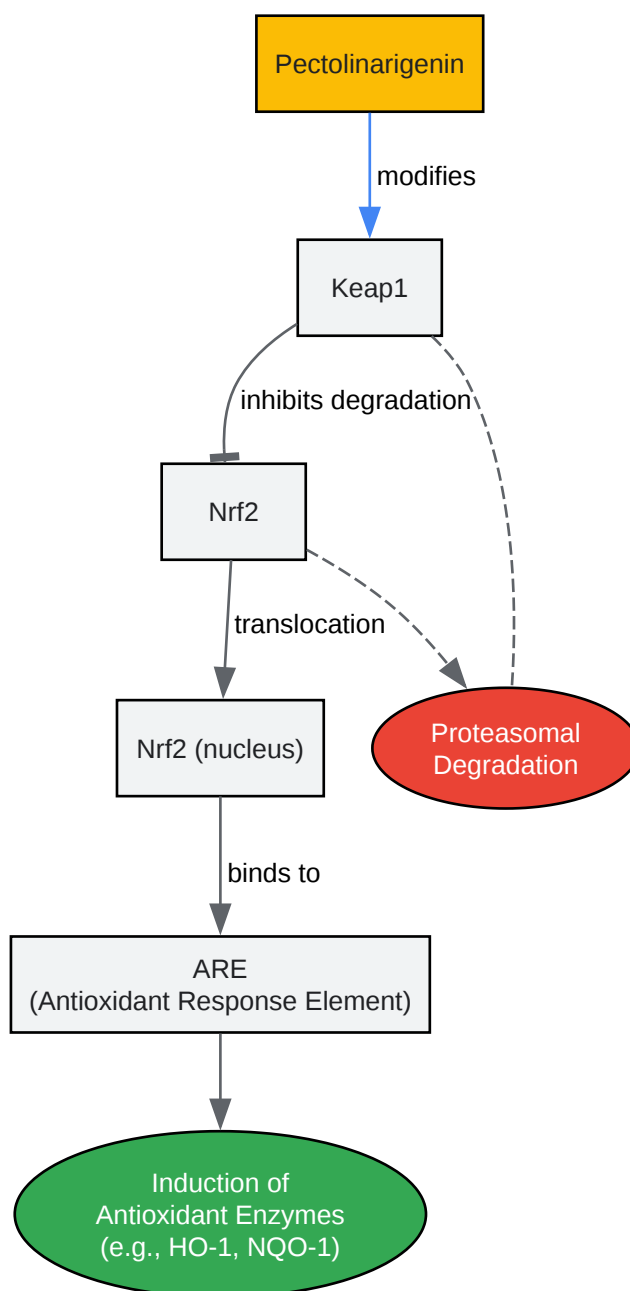 Pectolinarigenin
modifies
Keap1
inhibits degradation
Nrf2
translocation
Nrf2 (nucleus)
Proteasomal
Degradation
binds to
ARE
(Antioxidant Response Element)
Induction of
Antioxidant Enzymes
(e.g., HO-1, NQO-1)